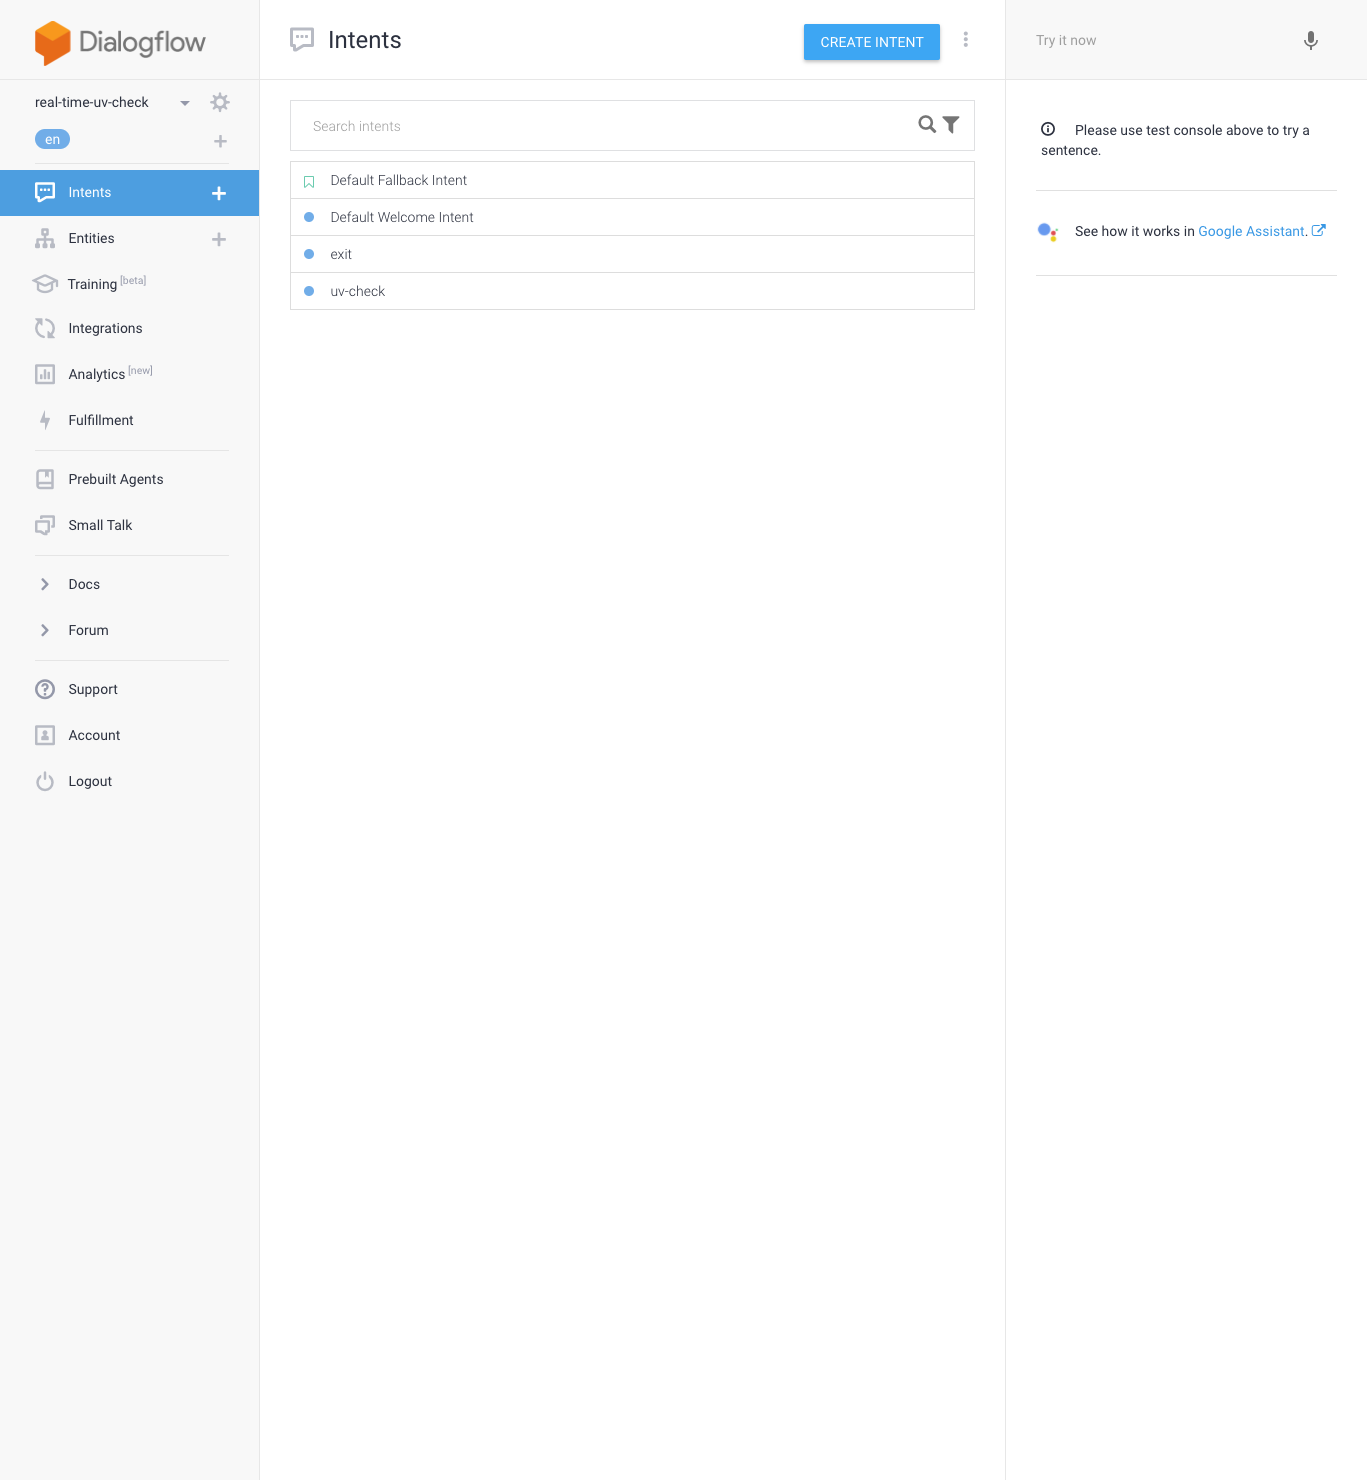 Dialogflow
real-time-uv-check
en
Intents
Entities
Training [beta]
Integrations
Analytics [new]
Fulfillment
Prebuilt Agents
Small Talk
Docs
Forum
Support
Account
Logout
Intents
CREATE INTENT
Search intents
Default Fallback Intent
Default Welcome Intent
exit
uv-check
Try it now
Please use test console above to try a
sentence.
See how it works in Google Assistant.